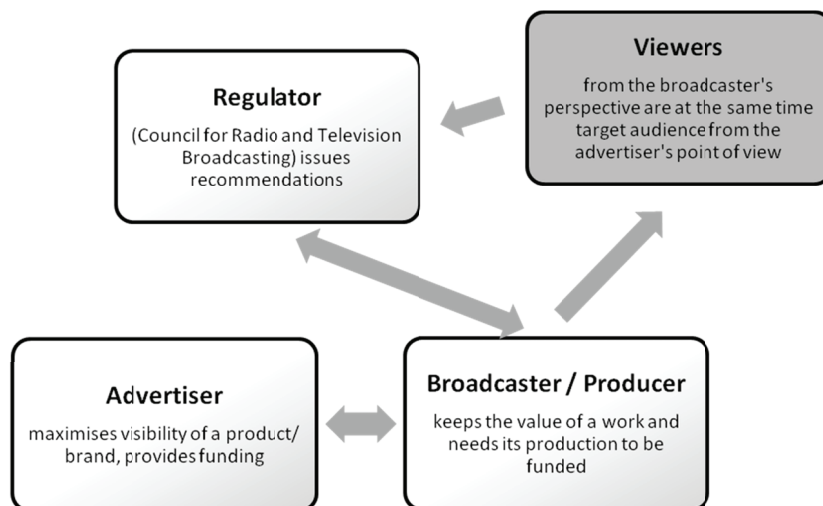 Viewers
from the broadcaster's
perspective are at the same time
target audience from the
advertiser's point of view
Regulator
(Council for Radio and Television
Broadcasting) issues
recommendations
Advertiser
maximises visibility of a product/
brand, provides funding
Broadcaster / Producer
keeps the value of a work and
needs its production to be
funded